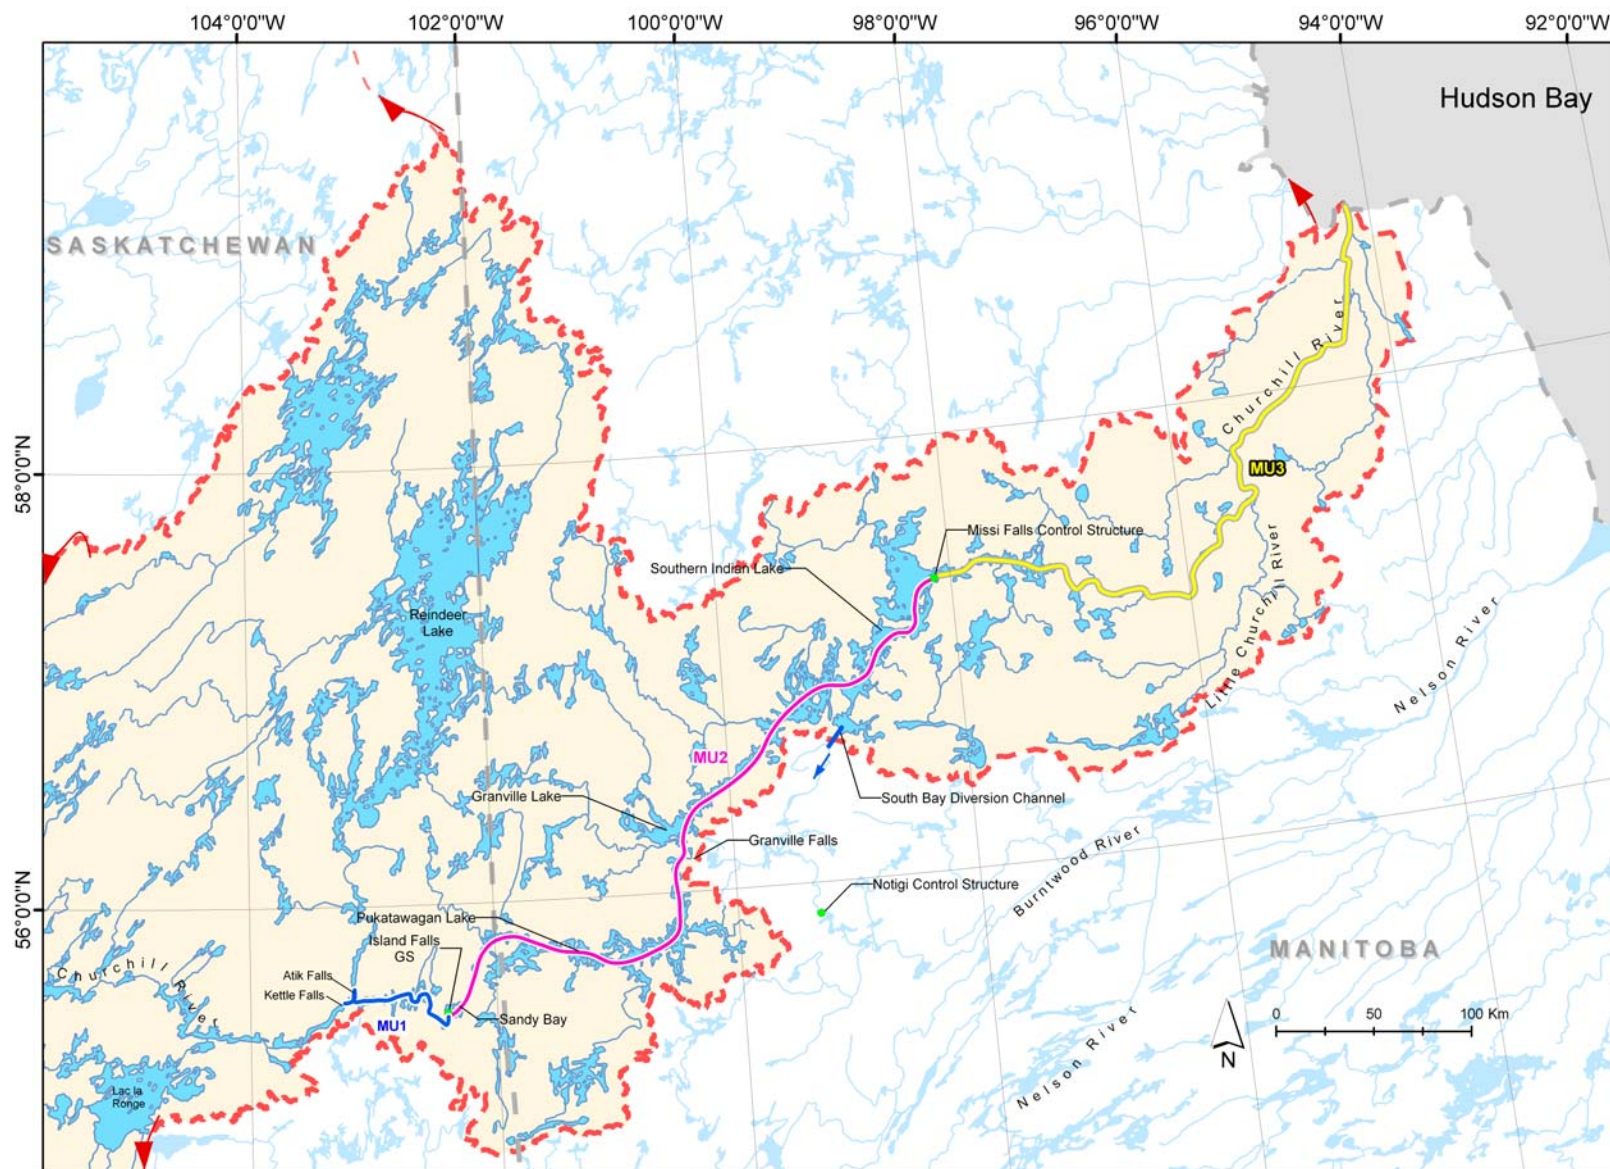 104°0'0"W
102°0'0"W
100°0'0"W
98°0'0"W
96°0'0"W
94°0'0"W
92°0'0"W
Hudson Bay
SASKATCHEWAN
Churchill River
58°0'0"N
MU3
Missi Falls Control Structure
Southern Indian Lake
Reindeer
Lake
Little Churchill River
Nelson River
MU2
Granville Lake
South Bay Diversion Channel
Granville Falls
Burntwood River
Notigi Control Structure
56°0'0"N
Pukatawagan Lake
Island Falls
GS
MANITOBA
Churchill River
Atik Falls
Kettle Falls
MU1
Sandy Bay
Nelson River
0
50
100 Km
N
Lac la
Ronge